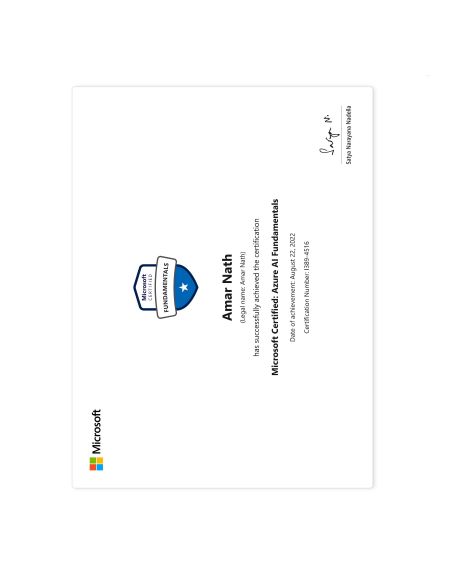 Microsoft
Microsoft
CERTIFIED
FUNDAMENTALS
Amar Nath
(Legal name: Amar Nath)
has successfully achieved the certification
Microsoft Certified: Azure AI Fundamentals
Date of achievement: August 22, 2022
Certification Number: I389-4516
Satya N.
Satya Narayana Nadella